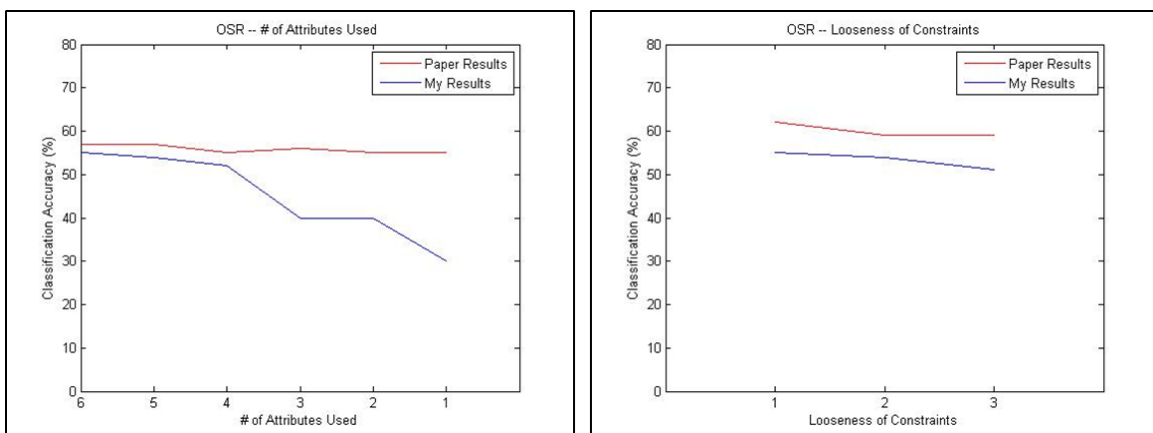 OSR -- # of Attributes Used
80
70
60
50
40
30
20
10
0
Classification Accuracy (%)
Paper Results
My Results
6 5 4 3 2 1
# of Attributes Used
OSR -- Looseness of Constraints
80
70
60
50
40
30
20
10
0
Classification Accuracy (%)
Paper Results
My Results
1 2 3
Looseness of Constraints